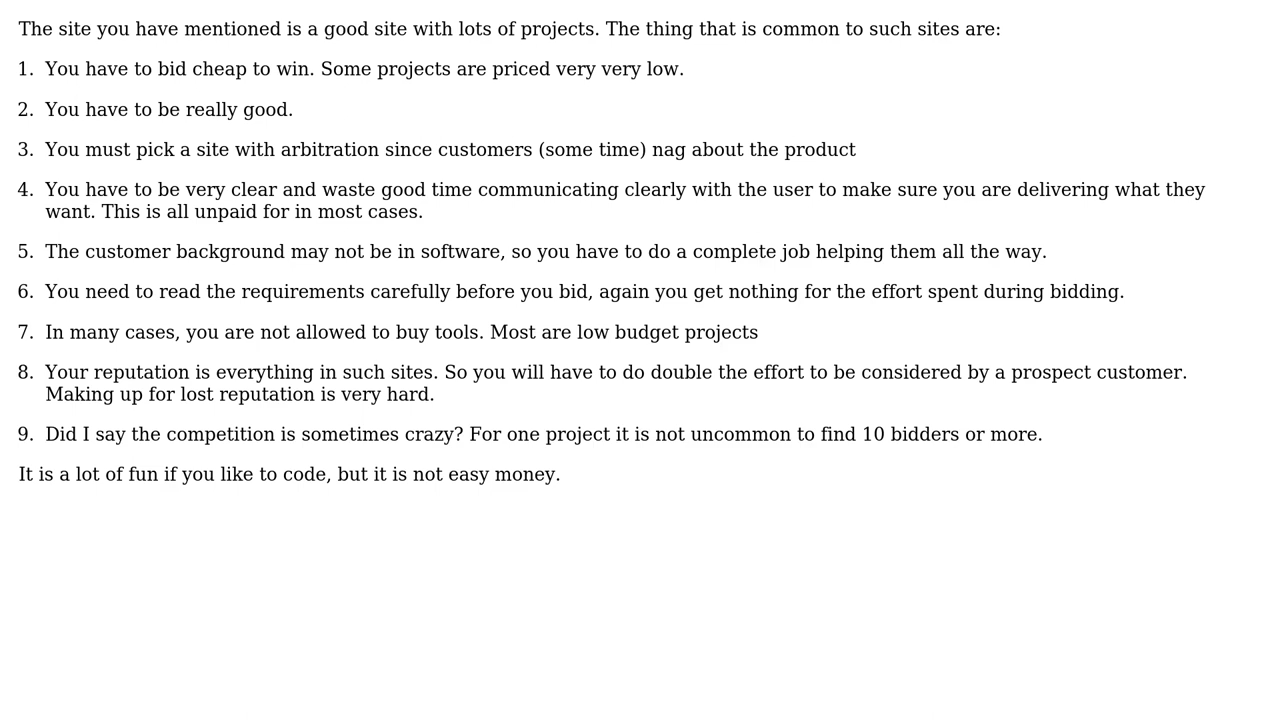 The site you have mentioned is a good site with lots of projects. The thing that is common to such sites are:
1. You have to bid cheap to win. Some projects are priced very very low.
2. You have to be really good.
3. You must pick a site with arbitration since customers (some time) nag about the product
4. You have to be very clear and waste good time communicating clearly with the user to make sure you are delivering what they
want. This is all unpaid for in most cases.
5. The customer background may not be in software, so you have to do a complete job helping them all the way.
6. You need to read the requirements carefully before you bid, again you get nothing for the effort spent during bidding.
7. In many cases, you are not allowed to buy tools. Most are low budget projects
8. Your reputation is everything in such sites. So you will have to do double the effort to be considered by a prospect customer.
Making up for lost reputation is very hard.
9. Did I say the competition is sometimes crazy? For one project it is not uncommon to find 10 bidders or more.
It is a lot of fun if you like to code, but it is not easy money.